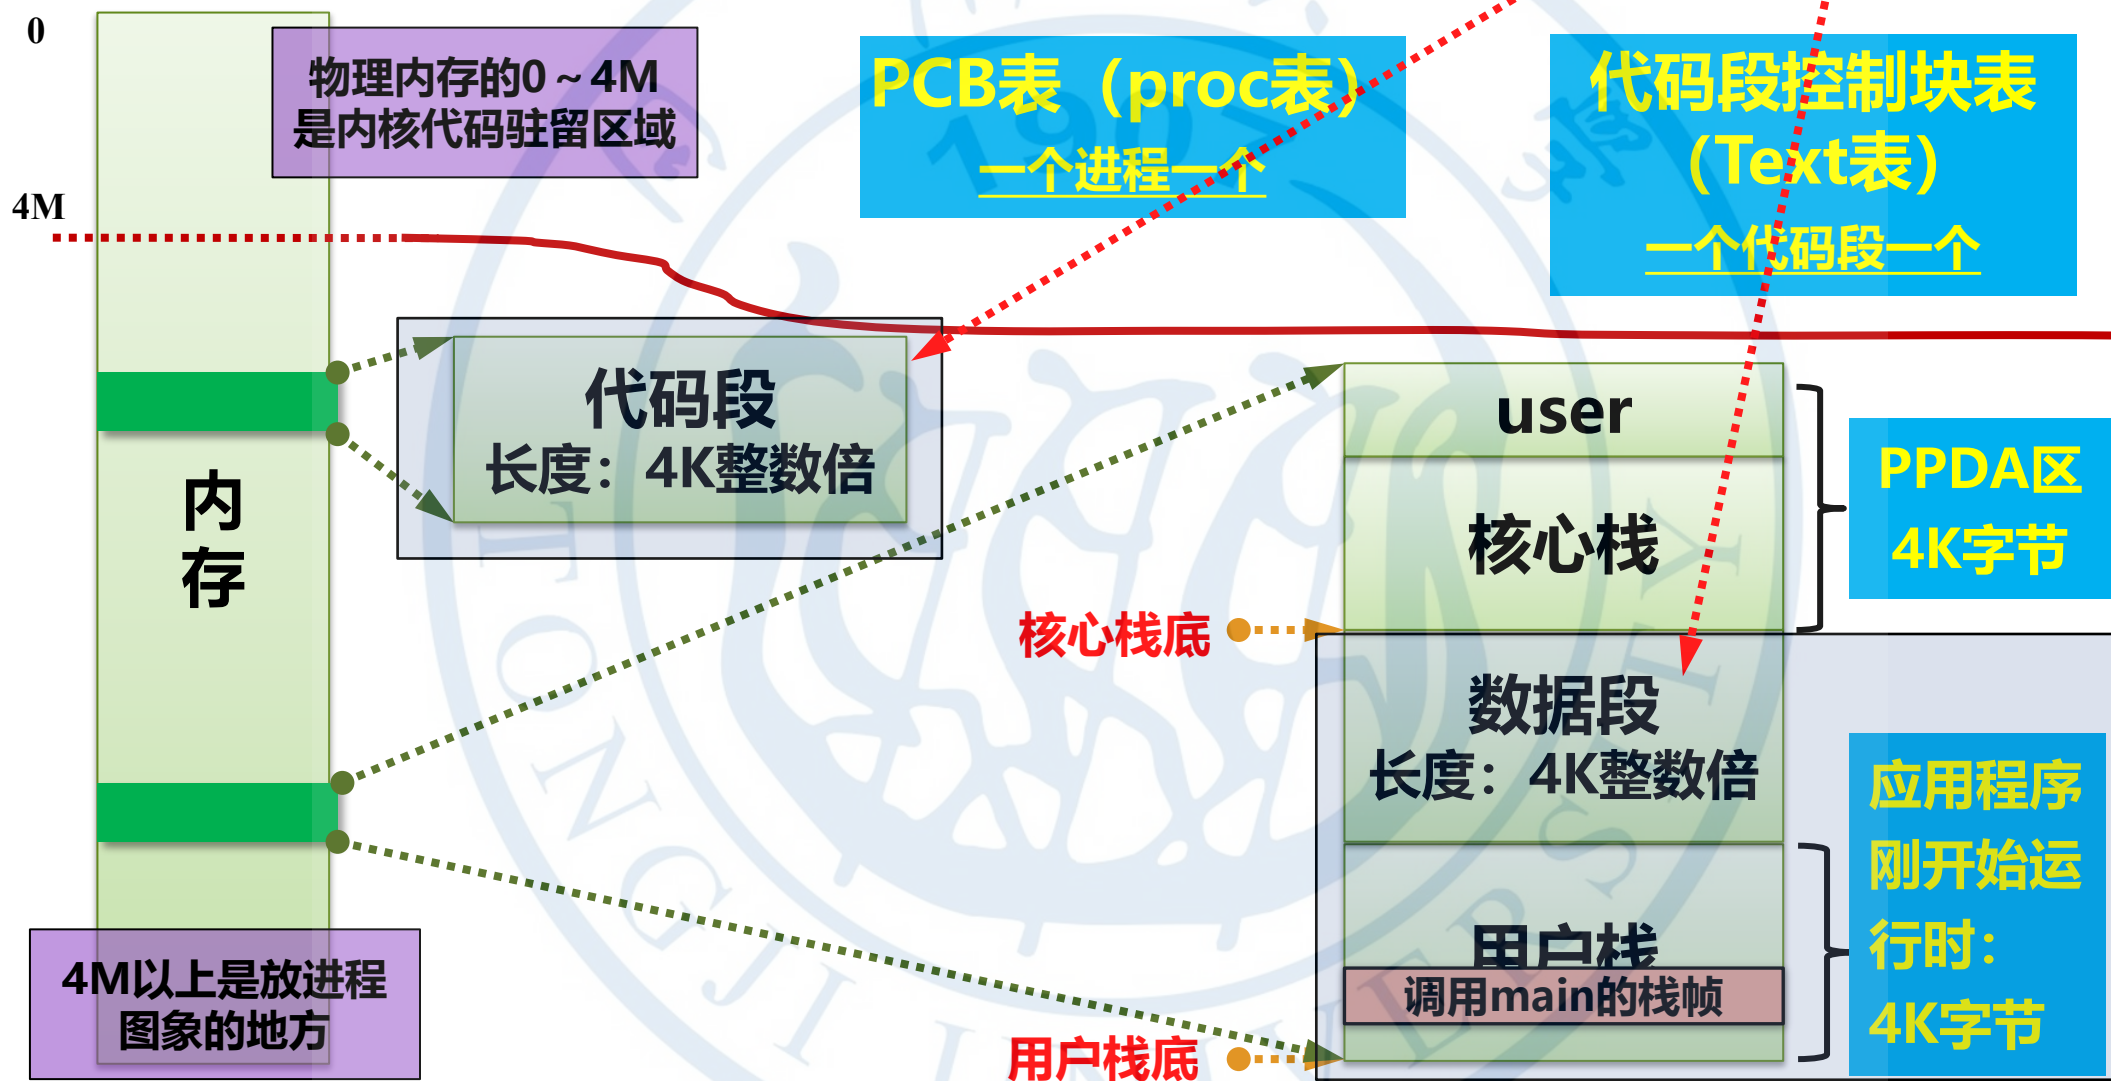 0
物理内存的0～4M
是内核代码驻留区域
PCB表（proc表）
一个进程一个
代码段控制块表
（Text表）
一个代码段一个
1907
4M
代码段
长度：4K整数倍
user
核心栈
PPDA区
4K字节
内
存
核心栈底
数据段
长度：4K整数倍
应用程序
刚开始运
行时：
4K字节
用户栈
调用main的栈帧
用户栈底
4M以上是放进程
图象的地方
TONGJI UNIVERSITY